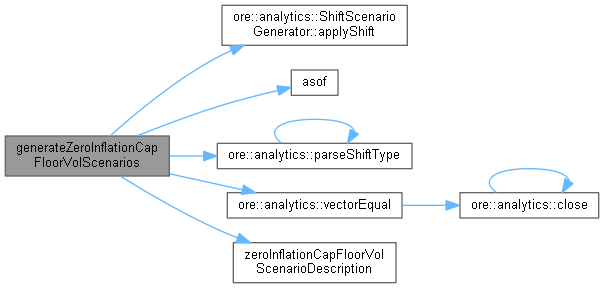 ore::analytics::ShiftScenario
Generator::applyShift
asof
generateZeroInflationCap
FloorVolScenarios
ore::analytics::parseShiftType
ore::analytics::vectorEqual
ore::analytics::close
zeroInflationCapFloorVol
ScenarioDescription